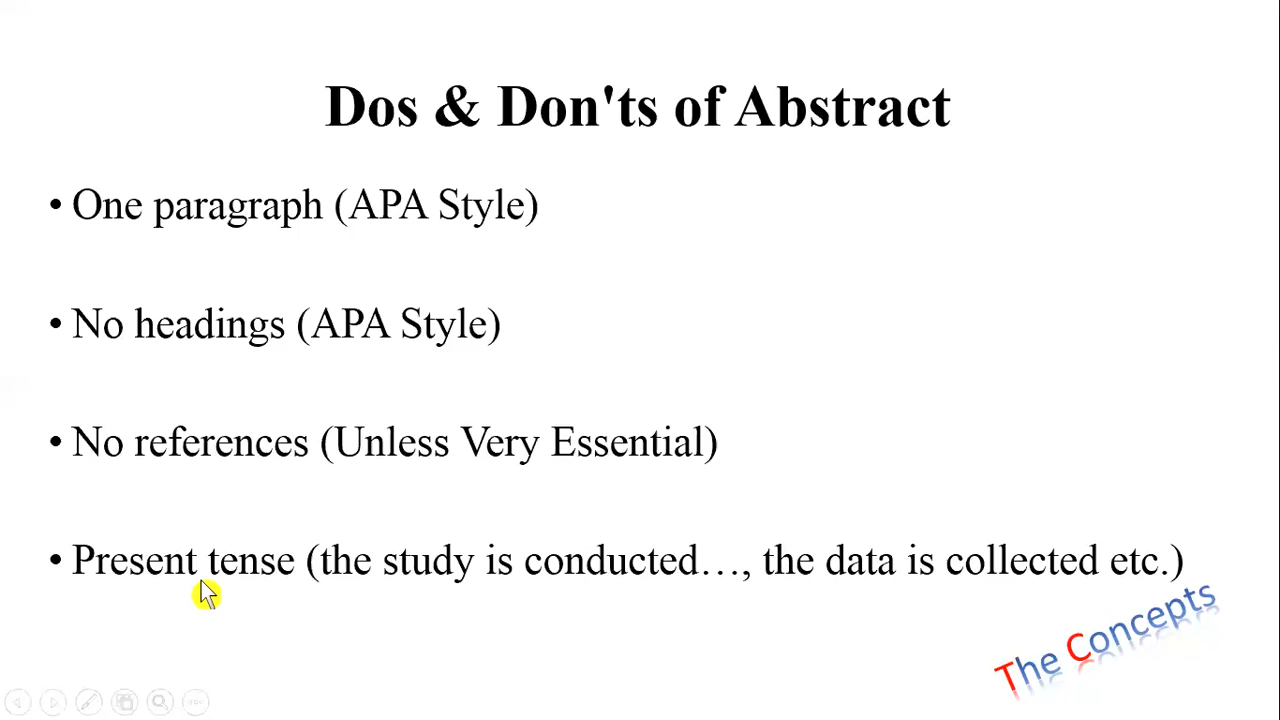 Dos & Don'ts of Abstract
• One paragraph (APA Style)
• No headings (APA Style)
• No references (Unless Very Essential)
• Present tense (the study is conducted…, the data is collected etc.)
The Concepts